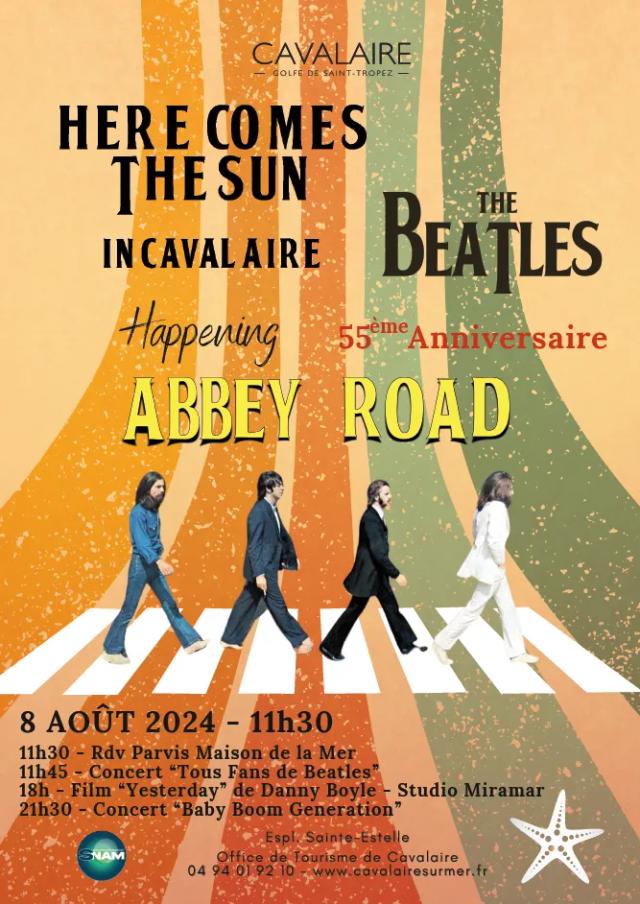 CAVALAIRE
GOLFE DE SAINT-TROPEZ
HERE COMES
THE SUN
IN CAVALAIRE
THE
BEATLES
Happening
55ème Anniversaire
ABBEY ROAD
8 AOÛT 2024 - 11h30
11h30 - Rdv Parvis Maison de la Mer
11h45 - Concert “Tous Fans de Beatles”
18h - Film “Yesterday” de Danny Boyle - Studio Miramar
21h30 - Concert “Baby Boom Generation”
Espl. Sainte-Estelle
SNAM
Office de Tourisme de Cavalaire
04 94 01 92 10 - www.cavalairesurmer.fr